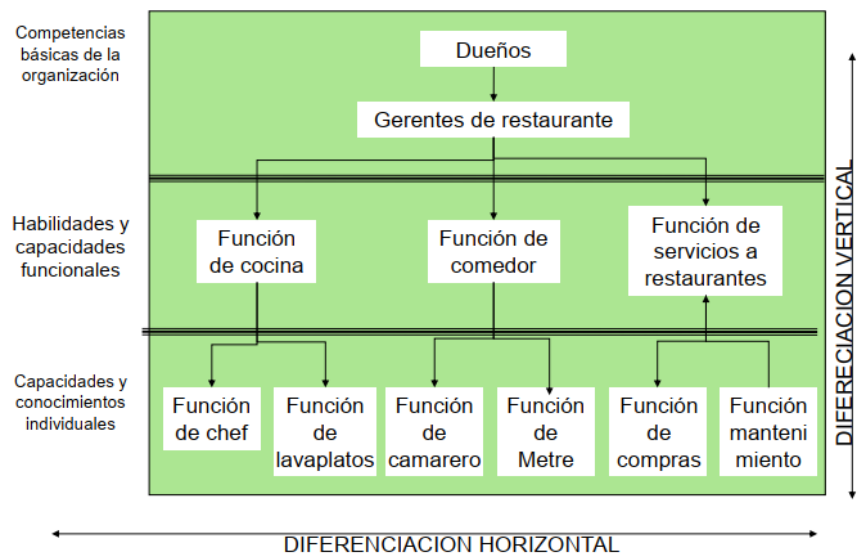 Competencias
básicas de la
organización
Dueños
Gerentes de restaurante
Habilidades y
capacidades
funcionales
Función
de cocina
Función de
comedor
Función de
servicios a
restaurantes
Capacidades y
conocimientos
individuales
Función
de chef
Función
de
lavaplatos
Función
de
camarero
Función
de
Metre
Función
de
compras
Función
manteni
miento
DIFERECIACION VERTICAL
DIFERENCIACION HORIZONTAL